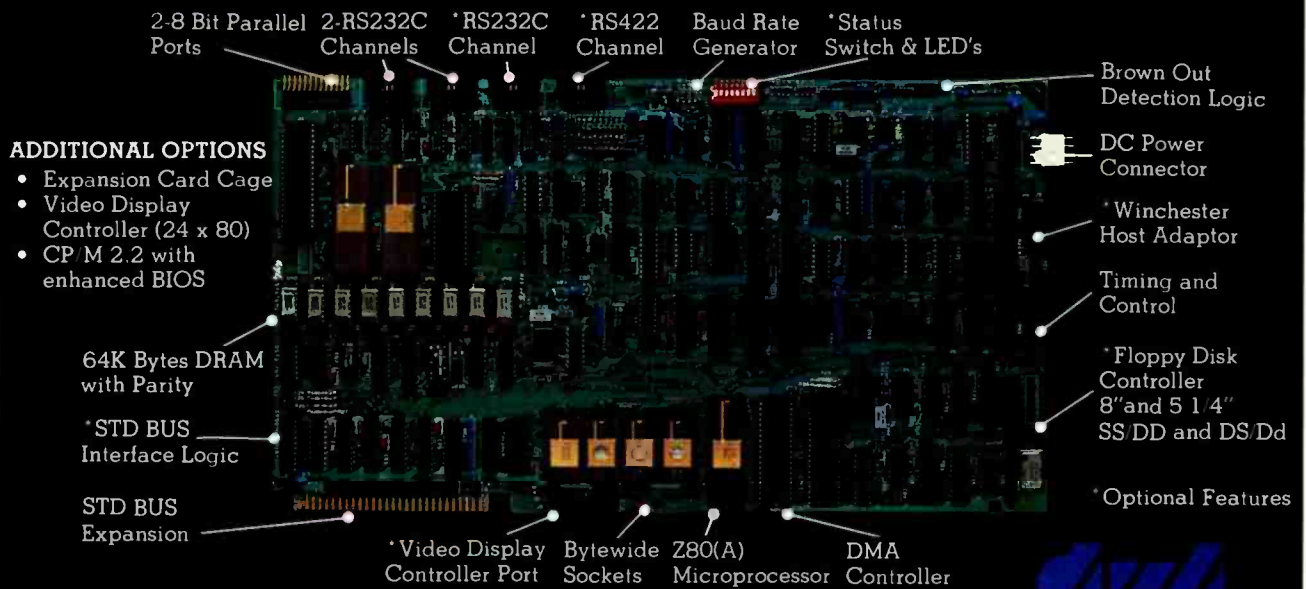 2-8 Bit Parallel
Ports
2-RS232C
Channels
*RS232C
Channel
*RS422
Channel
Baud Rate
Generator
*Status
Switch & LED's
Brown Out
Detection Logic
DC Power
Connector
*Winchester
Host Adaptor
Timing and
Control
*Floppy Disk
Controller
8"and 5 1/4"
SS/DD and DS/Dd
*Optional Features
ADDITIONAL OPTIONS
• Expansion Card Cage
• Video Display
Controller (24 x 80)
• CP/M 2.2 with
enhanced BIOS
64K Bytes DRAM
with Parity
*STD BUS
Interface Logic
STD BUS
Expansion
*Video Display
Controller Port
Bytewide
Sockets
Z80(A)
Microprocessor
DMA
Controller